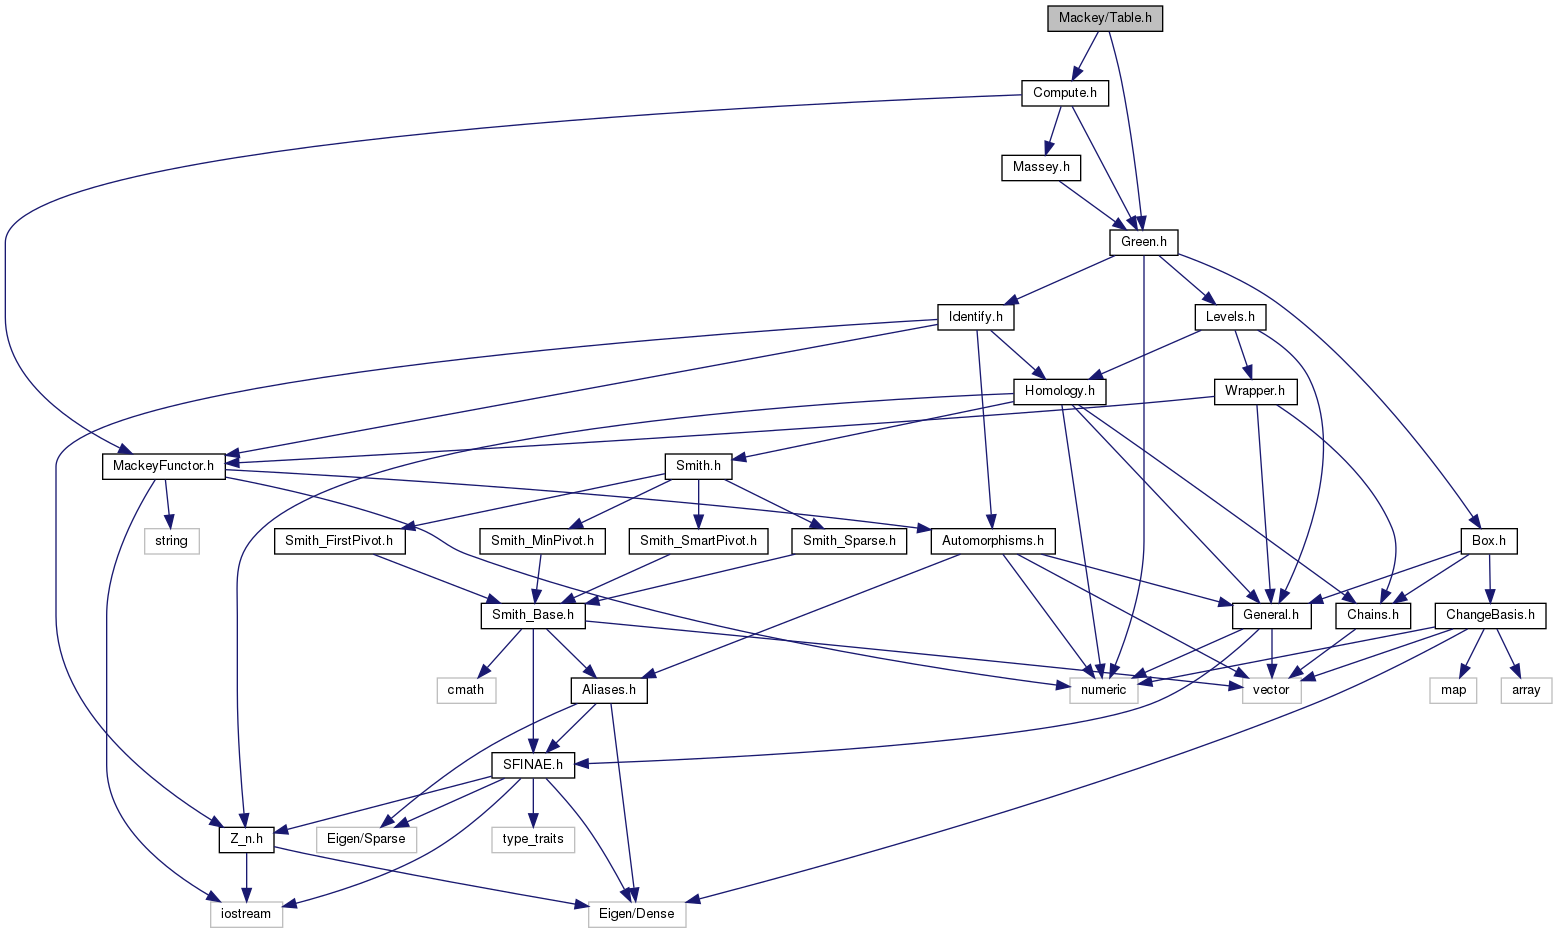 Mackey/Table.h
Compute.h
Massey.h
Green.h
Identify.h
Levels.h
Homology.h
Wrapper.h
MackeyFunctor.h
Smith.h
string
Smith_FirstPivot.h
Smith_MinPivot.h
Smith_SmartPivot.h
Smith_Sparse.h
Automorphisms.h
Box.h
Smith_Base.h
General.h
Chains.h
ChangeBasis.h
cmath
Aliases.h
numeric
vector
map
array
SFINAE.h
Z_n.h
Eigen/Sparse
type_traits
iostream
Eigen/Dense